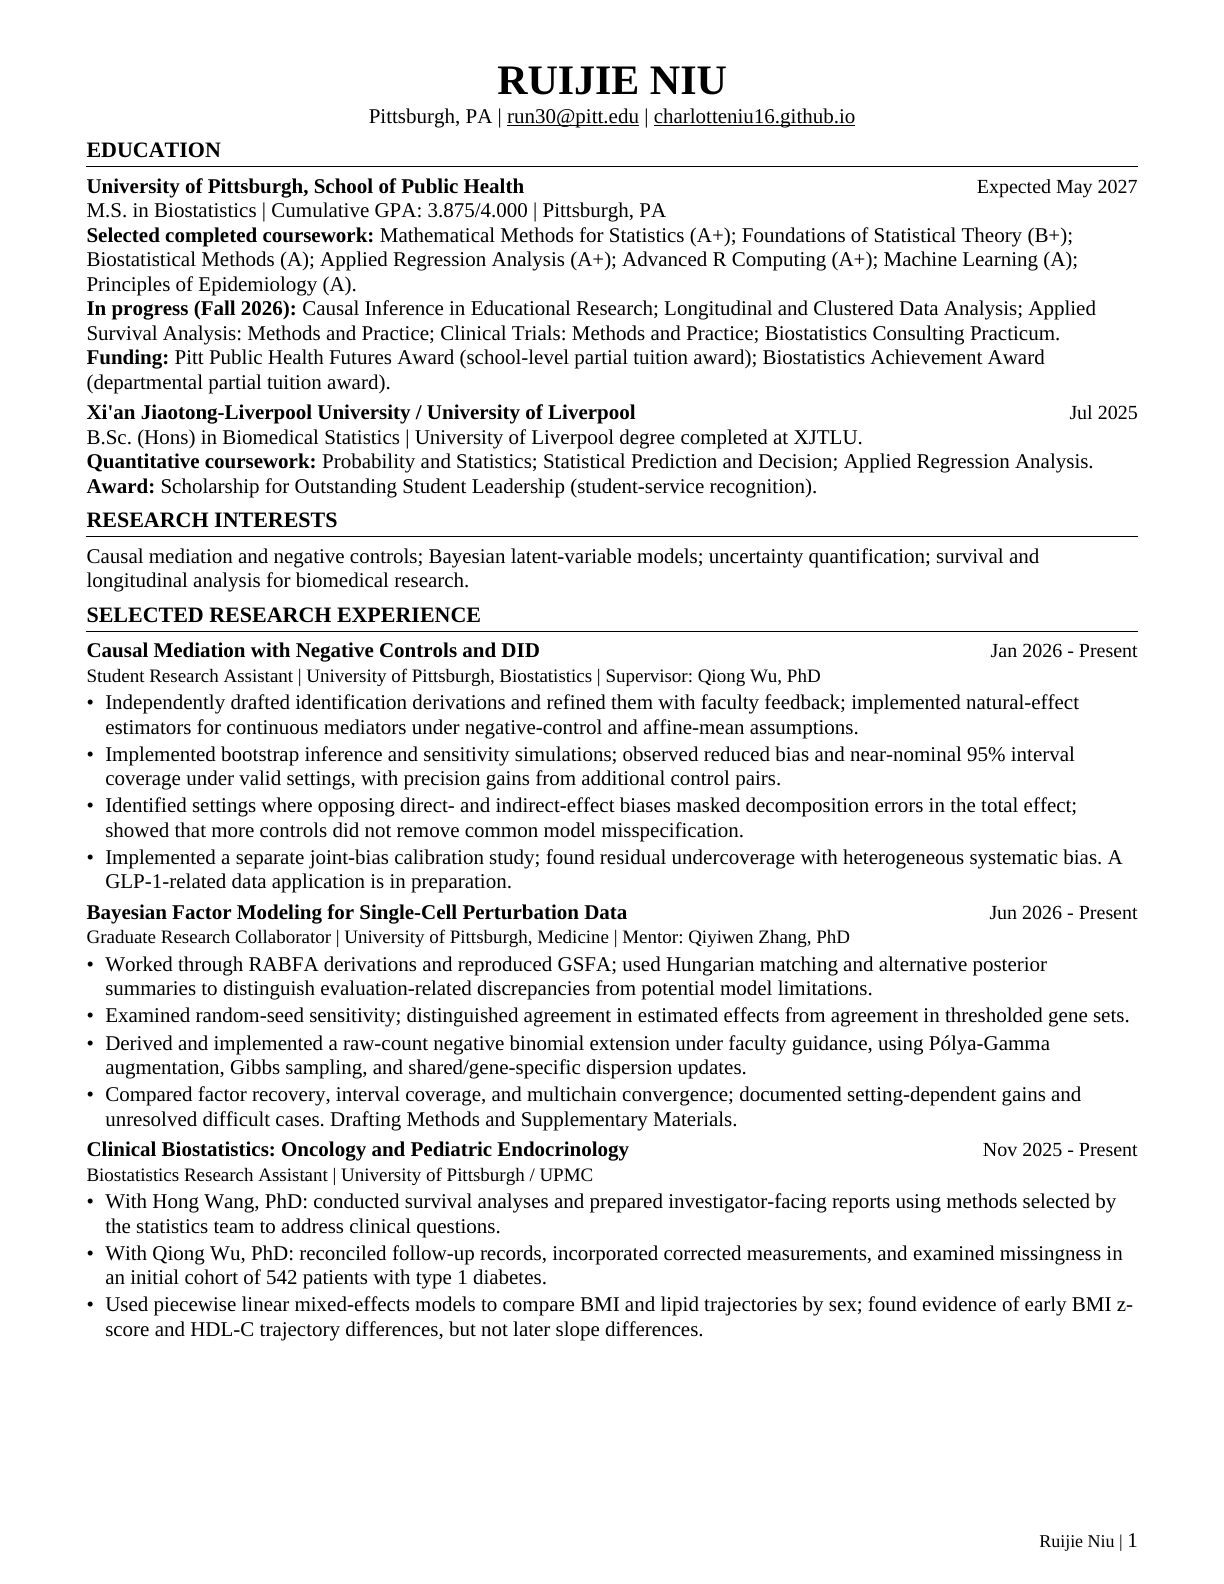 RUIJIE NIU
Pittsburgh, PA | run30@pitt.edu | charlotteniu16.github.io
EDUCATION
University of Pittsburgh, School of Public Health Expected May 2027
M.S. in Biostatistics | Cumulative GPA: 3.875/4.000 | Pittsburgh, PA
Selected completed coursework: Mathematical Methods for Statistics (A+); Foundations of Statistical Theory (B+);
Biostatistical Methods (A); Applied Regression Analysis (A+); Advanced R Computing (A+); Machine Learning (A);
Principles of Epidemiology (A).
In progress (Fall 2026): Causal Inference in Educational Research; Longitudinal and Clustered Data Analysis; Applied
Survival Analysis: Methods and Practice; Clinical Trials: Methods and Practice; Biostatistics Consulting Practicum.
Funding: Pitt Public Health Futures Award (school-level partial tuition award); Biostatistics Achievement Award
(departmental partial tuition award).
Xi'an Jiaotong-Liverpool University / University of Liverpool Jul 2025
B.Sc. (Hons) in Biomedical Statistics | University of Liverpool degree completed at XJTLU.
Quantitative coursework: Probability and Statistics; Statistical Prediction and Decision; Applied Regression Analysis.
Award: Scholarship for Outstanding Student Leadership (student-service recognition).
RESEARCH INTERESTS
Causal mediation and negative controls; Bayesian latent-variable models; uncertainty quantification; survival and
longitudinal analysis for biomedical research.
SELECTED RESEARCH EXPERIENCE
Causal Mediation with Negative Controls and DID Jan 2026 - Present
Student Research Assistant | University of Pittsburgh, Biostatistics | Supervisor: Qiong Wu, PhD
• Independently drafted identification derivations and refined them with faculty feedback; implemented natural-effect
estimators for continuous mediators under negative-control and affine-mean assumptions.
• Implemented bootstrap inference and sensitivity simulations; observed reduced bias and near-nominal 95% interval
coverage under valid settings, with precision gains from additional control pairs.
• Identified settings where opposing direct- and indirect-effect biases masked decomposition errors in the total effect;
showed that more controls did not remove common model misspecification.
• Implemented a separate joint-bias calibration study; found residual undercoverage with heterogeneous systematic bias. A
GLP-1-related data application is in preparation.
Bayesian Factor Modeling for Single-Cell Perturbation Data Jun 2026 - Present
Graduate Research Collaborator | University of Pittsburgh, Medicine | Mentor: Qiyiwen Zhang, PhD
• Worked through RABFA derivations and reproduced GSFA; used Hungarian matching and alternative posterior
summaries to distinguish evaluation-related discrepancies from potential model limitations.
• Examined random-seed sensitivity; distinguished agreement in estimated effects from agreement in thresholded gene sets.
• Derived and implemented a raw-count negative binomial extension under faculty guidance, using Pólya-Gamma
augmentation, Gibbs sampling, and shared/gene-specific dispersion updates.
• Compared factor recovery, interval coverage, and multichain convergence; documented setting-dependent gains and
unresolved difficult cases. Drafting Methods and Supplementary Materials.
Clinical Biostatistics: Oncology and Pediatric Endocrinology Nov 2025 - Present
Biostatistics Research Assistant | University of Pittsburgh / UPMC
• With Hong Wang, PhD: conducted survival analyses and prepared investigator-facing reports using methods selected by
the statistics team to address clinical questions.
• With Qiong Wu, PhD: reconciled follow-up records, incorporated corrected measurements, and examined missingness in
an initial cohort of 542 patients with type 1 diabetes.
• Used piecewise linear mixed-effects models to compare BMI and lipid trajectories by sex; found evidence of early BMI z-
score and HDL-C trajectory differences, but not later slope differences.
Ruijie Niu | 1